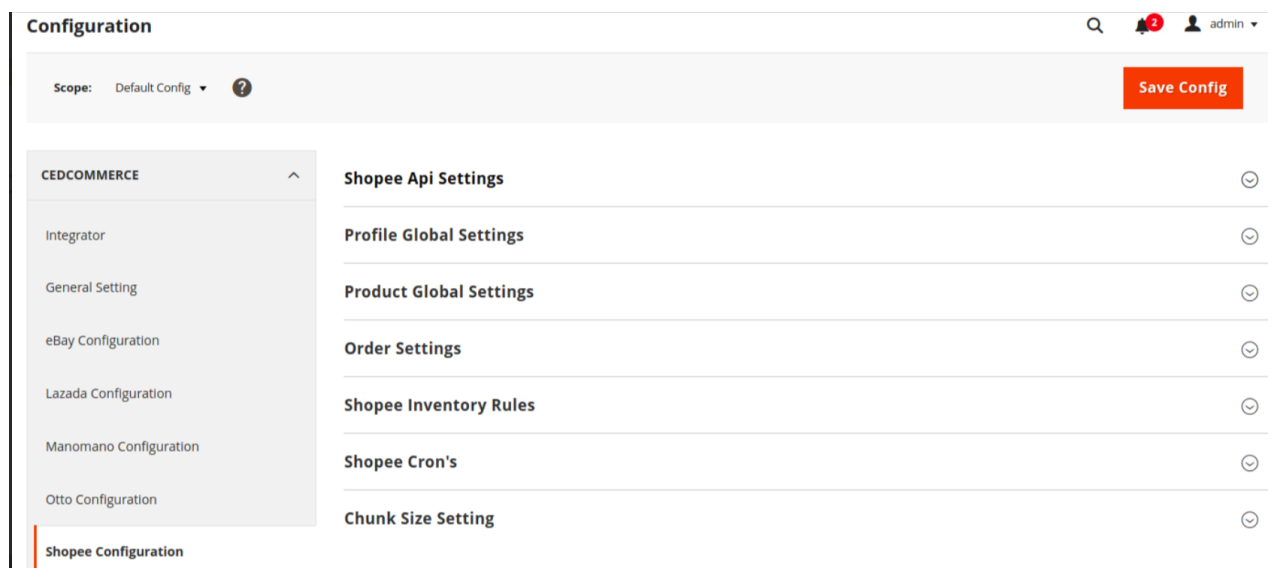 Configuration
2
admin
Scope: Default Config ?
Save Config
CEDCOMMERCE
Integrator
General Setting
eBay Configuration
Lazada Configuration
Manomano Configuration
Otto Configuration
Shopee Configuration
Shopee Api Settings
Profile Global Settings
Product Global Settings
Order Settings
Shopee Inventory Rules
Shopee Cron's
Chunk Size Setting